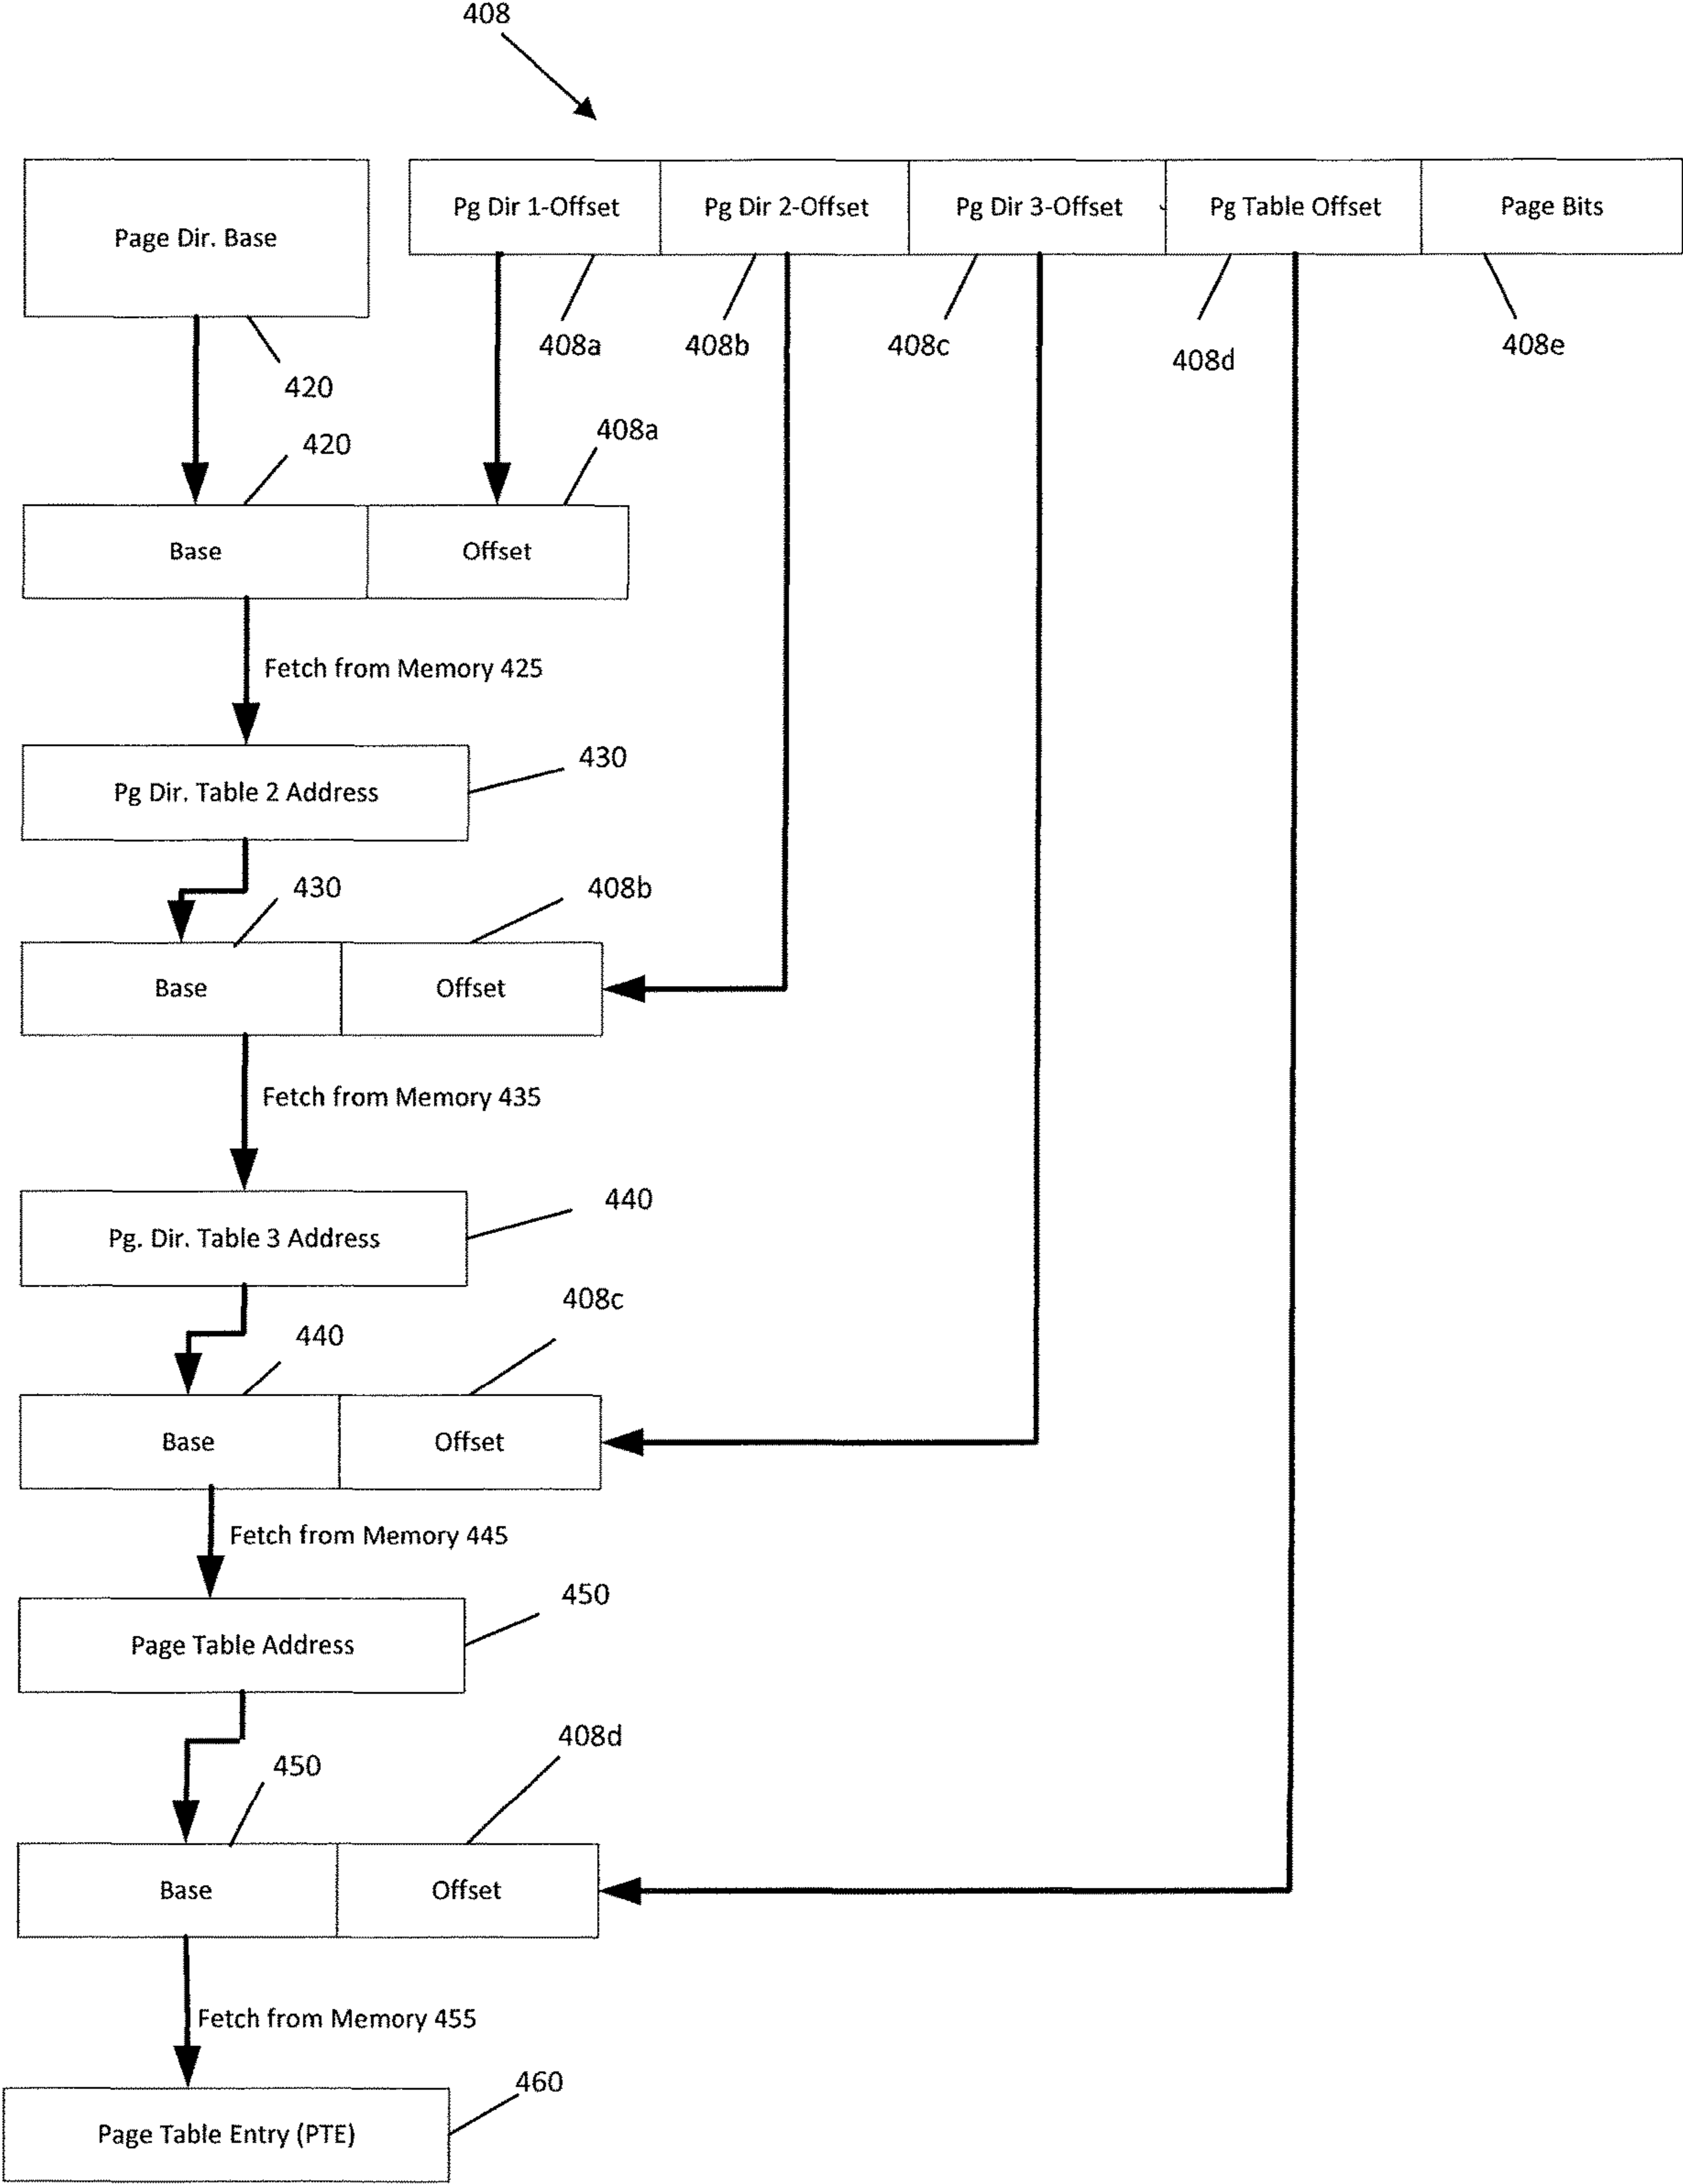 408
Page Dir. Base
Pg Dir 1-Offset
Pg Dir 2-Offset
Pg Dir 3-Offset
Pg Table Offset
Page Bits
408a
408b
408c
408d
408e
420
420
408a
Base
Offset
Fetch from Memory 425
Pg Dir. Table 2 Address
430
430
408b
Base
Offset
Fetch from Memory 435
Pg. Dir. Table 3 Address
440
440
408c
Base
Offset
Fetch from Memory 445
Page Table Address
450
450
408d
Base
Offset
Fetch from Memory 455
Page Table Entry (PTE)
460